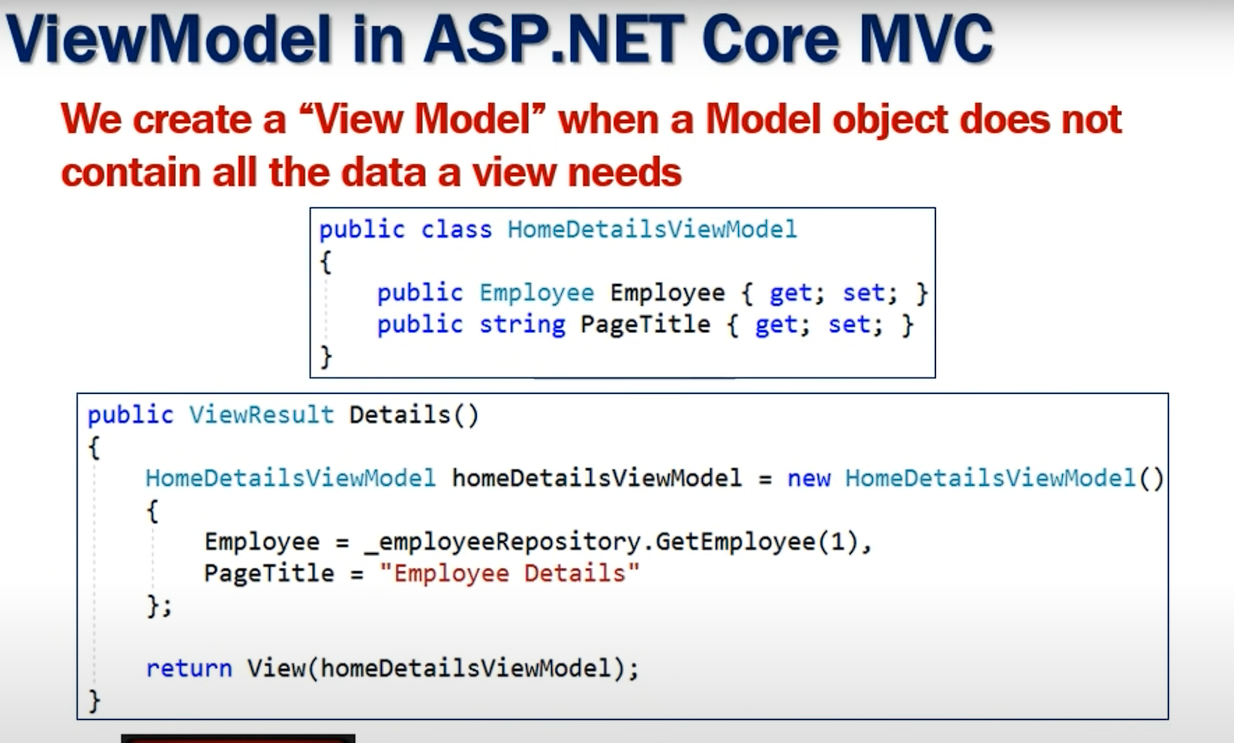 ViewModel in ASP.NET Core MVC
We create a “View Model” when a Model object does not
contain all the data a view needs
public class HomeDetailsViewModel
{
public Employee Employee { get; set; }
public string PageTitle { get; set; }
}
public ViewResult Details()
{
HomeDetailsViewModel homeDetailsViewModel = new HomeDetailsViewModel()
{
Employee = _employeeRepository.GetEmployee(1),
PageTitle = "Employee Details"
};
return View(homeDetailsViewModel);
}